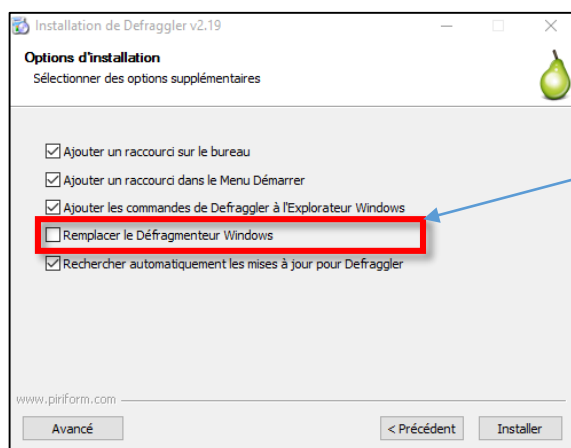 Installation de Defraggler v2.19
Options d'installation
Sélectionner des options supplémentaires
Ajouter un raccourci sur le bureau
Ajouter un raccourci dans le Menu Démarrer
Ajouter les commandes de Defraggler à l'Explorateur Windows
Remplacer le Défragmenteur Windows
Rechercher automatiquement les mises à jour pour Defraggler
www.piriform.com
Avancé
< Précédent
Installer